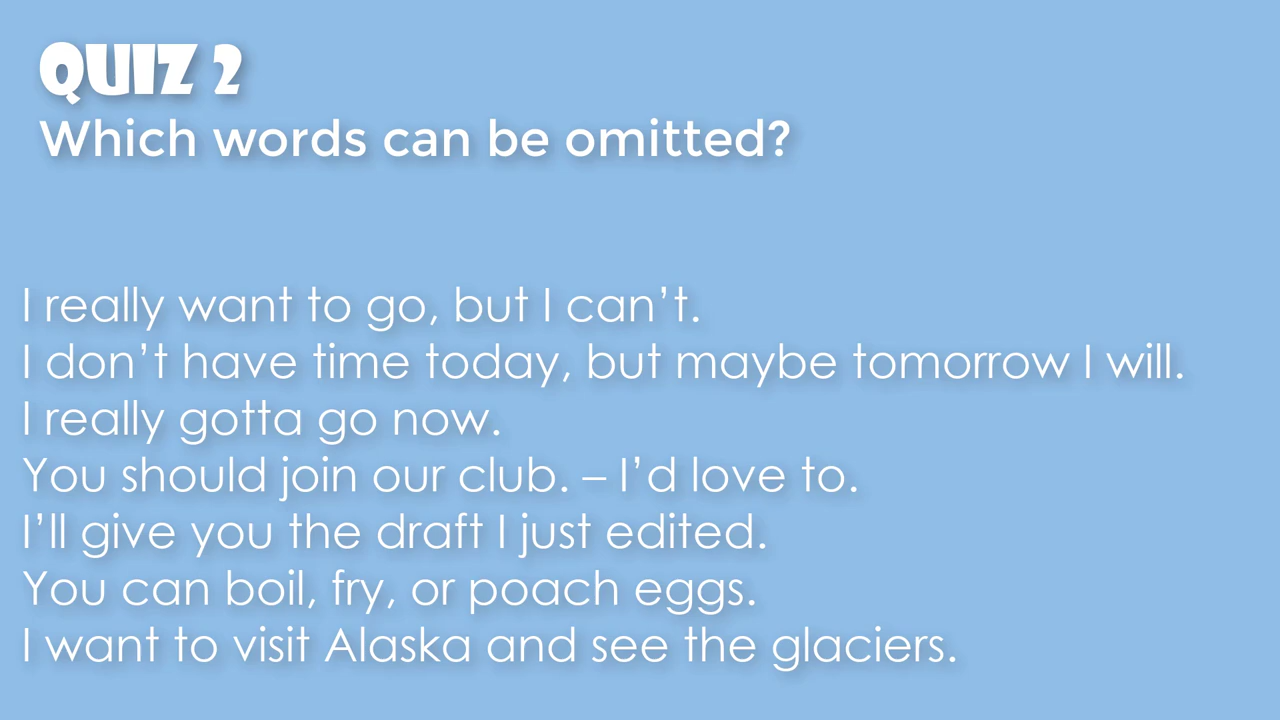 QUIZ 2
Which words can be omitted?
I really want to go, but I can’t.
I don’t have time today, but maybe tomorrow I will.
I really gotta go now.
You should join our club. – I’d love to.
I’ll give you the draft I just edited.
You can boil, fry, or poach eggs.
I want to visit Alaska and see the glaciers.